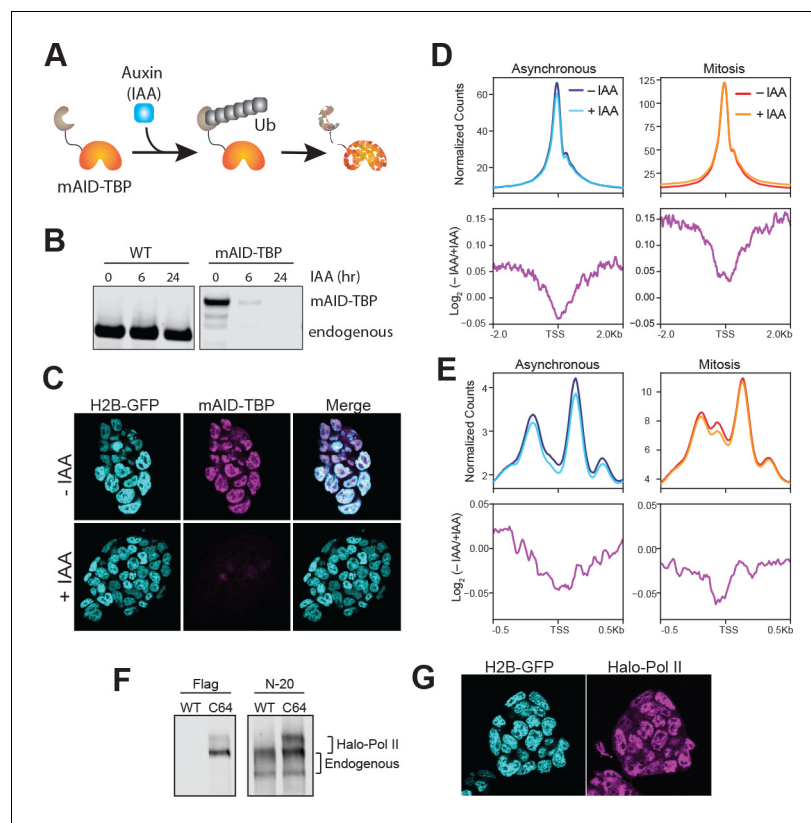 A
Auxin
(IAA)
Ub
mAID-TBP
B
WT mAID-TBP
0 6 24 0 6 24 IAA (hr)
mAID-TBP
endogenous
C
H2B-GFP mAID-TBP Merge
- IAA
+ IAA
D
Asynchronous Mitosis
Normalized Counts
60
40
20
– IAA
+ IAA
125
100
75
50
25
– IAA
+ IAA
Log2 (– IAA/+IAA)
0.15
0.10
0.05
0.00
−0.05
-2.0 TSS 2.0Kb
0.15
0.10
0.05
0.00
−0.05
-2.0 TSS 2.0Kb
E
Asynchronous Mitosis
Normalized Counts
4
3
2
10
8
6
4
Log2 (– IAA/+IAA)
0.05
0.00
−0.05
-0.5 TSS 0.5Kb
0.05
0.00
−0.05
-0.5 TSS 0.5Kb
F
Flag N-20
WT C64 WT C64
Halo-Pol II
Endogenous
G
H2B-GFP Halo-Pol II